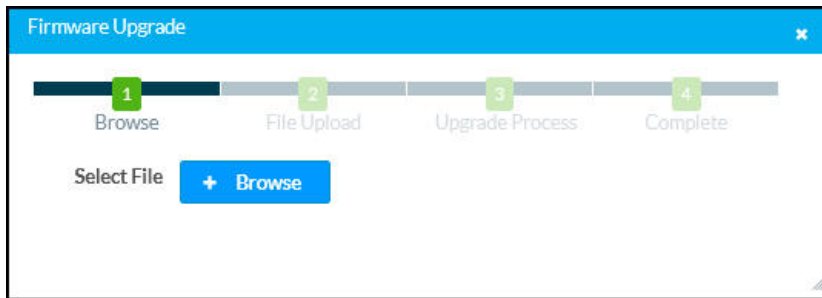 Firmware Upgrade
1 2 3 4
Browse File Upload Upgrade Process Complete
Select File + Browse